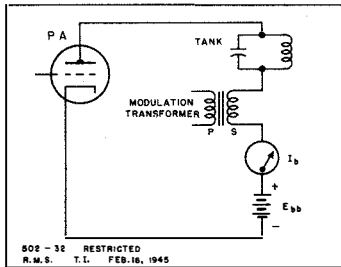 PA
TANK
MODULATION
TRANSFORMER
P S
Ib
+
Ebb
−
502-32 RESTRICTED
R.M.S. T.I. FEB.16, 1945